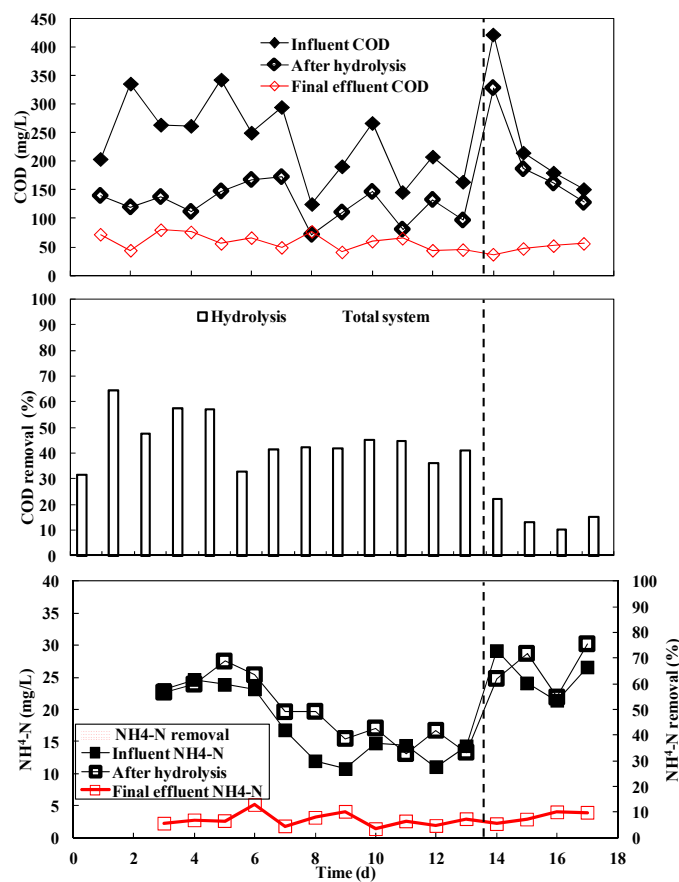 450
400
350
300
250
200
150
100
50
0
COD (mg/L)
Influent COD
After hydrolysis
Final effluent COD
100
90
80
70
60
50
40
30
20
10
0
COD removal (%)
Hydrolysis Total system
40
35
30
25
20
15
10
5
0
NH⁴-N (mg/L)
NH4-N removal
Influent NH4-N
After hydrolysis
Final effluent NH4-N
100
90
80
70
60
50
40
30
20
10
0
NH⁴-N removal (%)
0 2 4 6 8 10 12 14 16 18
Time (d)